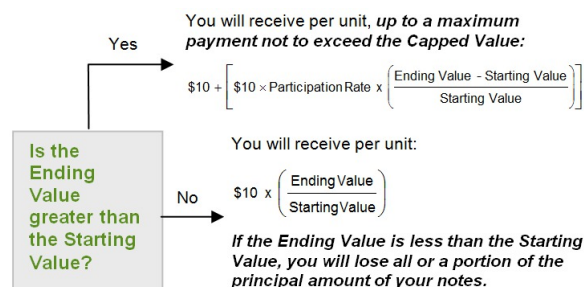 You will receive per unit, up to a maximum
payment not to exceed the Capped Value:
Yes
$10 + [ $10 × Participation Rate x ( Ending Value - Starting Value
Starting Value ) ]
Is the
Ending
Value
greater than
the Starting
Value?
No
You will receive per unit:
$10 x ( Ending Value
Starting Value )
If the Ending Value is less than the Starting
Value, you will lose all or a portion of the
principal amount of your notes.